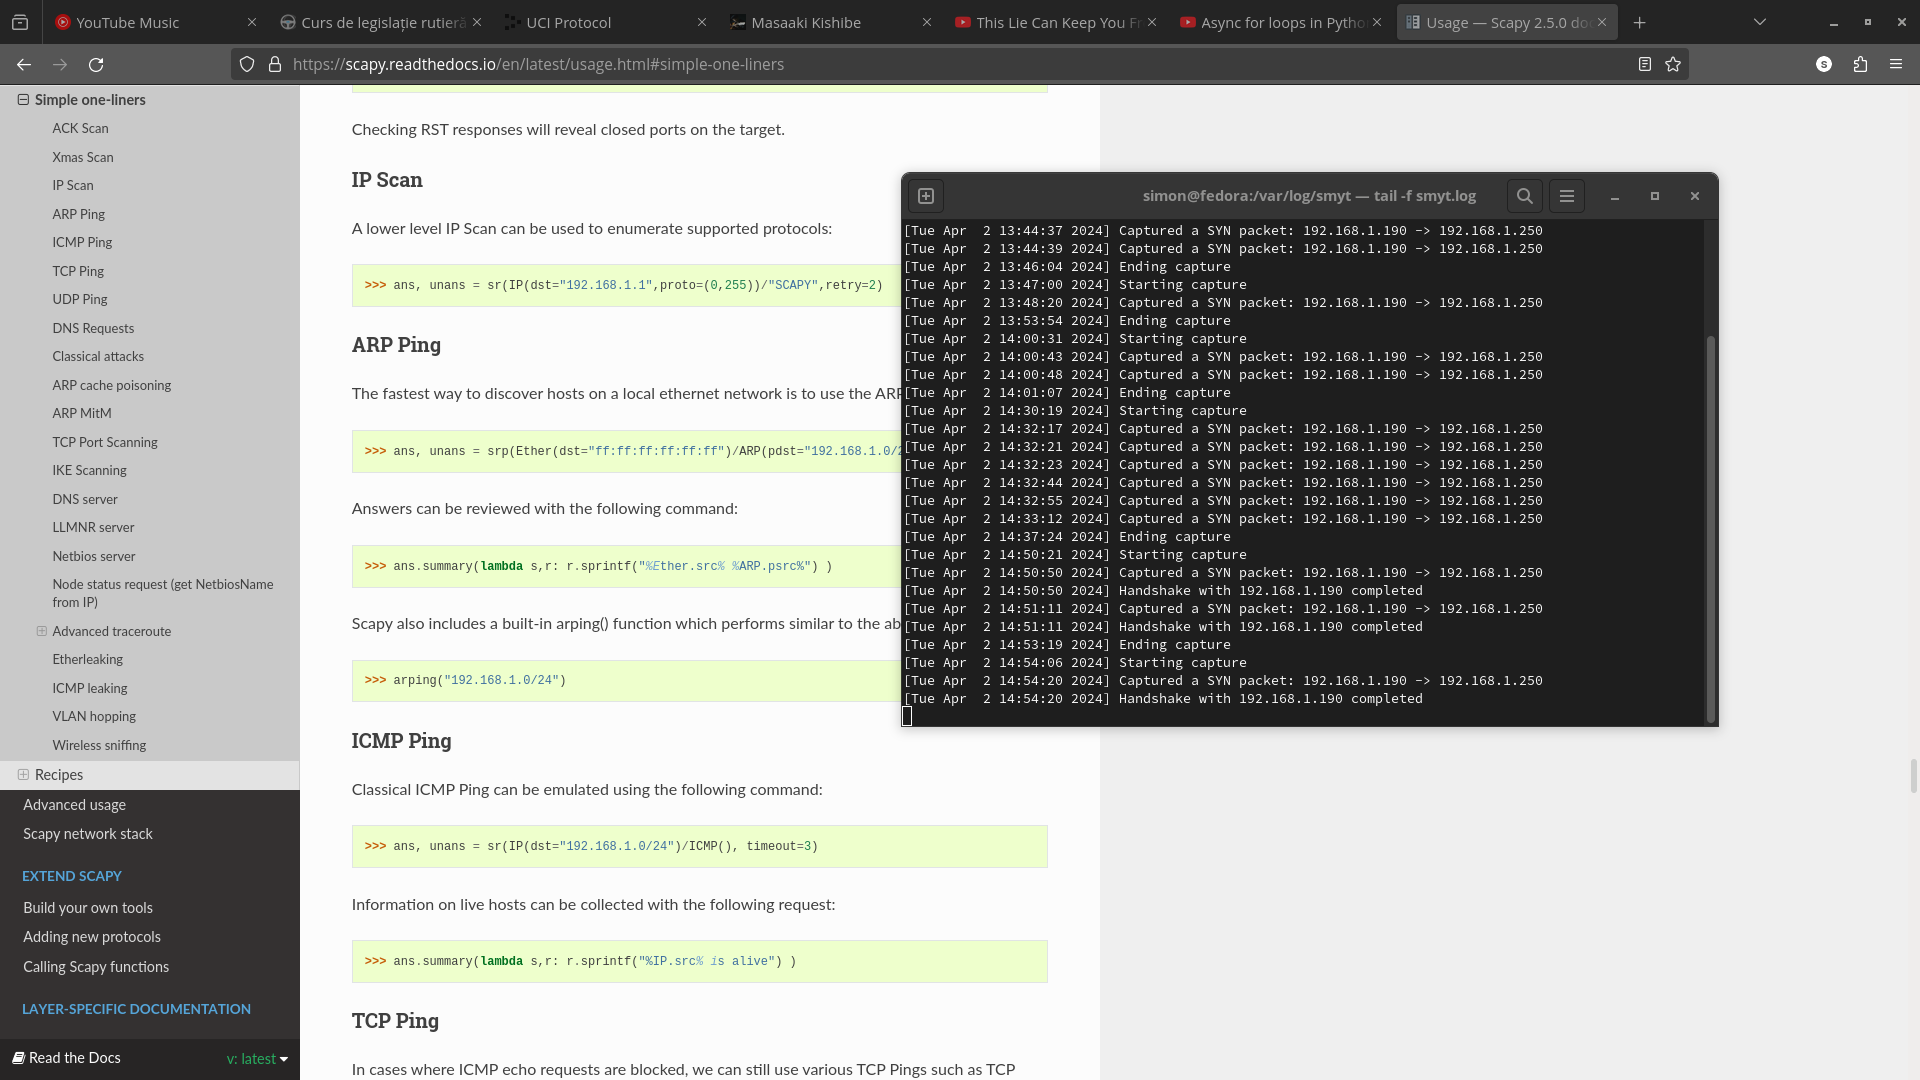 YouTube Music
Curs de legislație rutieră
UCI Protocol
Masaaki Kishibe
This Lie Can Keep You Fr
Async for loops in Pytho
Usage — Scapy 2.5.0 do
https://scapy.readthedocs.io/en/latest/usage.html#simple-one-liners
S
Simple one-liners
ACK Scan
Xmas Scan
IP Scan
ARP Ping
ICMP Ping
TCP Ping
UDP Ping
DNS Requests
Classical attacks
ARP cache poisoning
ARP MitM
TCP Port Scanning
IKE Scanning
DNS server
LLMNR server
Netbios server
Node status request (get NetbiosName
from IP)
Advanced traceroute
Etherleaking
ICMP leaking
VLAN hopping
Wireless sniffing
Recipes
Advanced usage
Scapy network stack
EXTEND SCAPY
Build your own tools
Adding new protocols
Calling Scapy functions
LAYER-SPECIFIC DOCUMENTATION
Read the Docs
v: latest
Checking RST responses will reveal closed ports on the target.
IP Scan
A lower level IP Scan can be used to enumerate supported protocols:
>>> ans, unans = sr(IP(dst="192.168.1.1",proto=(0,255))/"SCAPY",retry=2)
ARP Ping
The fastest way to discover hosts on a local ethernet network is to use the ARP
>>> ans, unans = srp(Ether(dst="ff:ff:ff:ff:ff:ff")/ARP(pdst="192.168.1.0/2
Answers can be reviewed with the following command:
>>> ans.summary(lambda s,r: r.sprintf("%Ether.src% %ARP.psrc%") )
Scapy also includes a built-in arping() function which performs similar to the ab
>>> arping("192.168.1.0/24")
ICMP Ping
Classical ICMP Ping can be emulated using the following command:
>>> ans, unans = sr(IP(dst="192.168.1.0/24")/ICMP(), timeout=3)
Information on live hosts can be collected with the following request:
>>> ans.summary(lambda s,r: r.sprintf("%IP.src% is alive") )
TCP Ping
In cases where ICMP echo requests are blocked, we can still use various TCP Pings such as TCP
simon@fedora:/var/log/smyt — tail -f smyt.log
[Tue Apr  2 13:44:37 2024] Captured a SYN packet: 192.168.1.190 -> 192.168.1.250
[Tue Apr  2 13:44:39 2024] Captured a SYN packet: 192.168.1.190 -> 192.168.1.250
[Tue Apr  2 13:46:04 2024] Ending capture
[Tue Apr  2 13:47:00 2024] Starting capture
[Tue Apr  2 13:48:20 2024] Captured a SYN packet: 192.168.1.190 -> 192.168.1.250
[Tue Apr  2 13:53:54 2024] Ending capture
[Tue Apr  2 14:00:31 2024] Starting capture
[Tue Apr  2 14:00:43 2024] Captured a SYN packet: 192.168.1.190 -> 192.168.1.250
[Tue Apr  2 14:00:48 2024] Captured a SYN packet: 192.168.1.190 -> 192.168.1.250
[Tue Apr  2 14:01:07 2024] Ending capture
[Tue Apr  2 14:30:19 2024] Starting capture
[Tue Apr  2 14:32:17 2024] Captured a SYN packet: 192.168.1.190 -> 192.168.1.250
[Tue Apr  2 14:32:21 2024] Captured a SYN packet: 192.168.1.190 -> 192.168.1.250
[Tue Apr  2 14:32:23 2024] Captured a SYN packet: 192.168.1.190 -> 192.168.1.250
[Tue Apr  2 14:32:44 2024] Captured a SYN packet: 192.168.1.190 -> 192.168.1.250
[Tue Apr  2 14:32:55 2024] Captured a SYN packet: 192.168.1.190 -> 192.168.1.250
[Tue Apr  2 14:33:12 2024] Captured a SYN packet: 192.168.1.190 -> 192.168.1.250
[Tue Apr  2 14:37:24 2024] Ending capture
[Tue Apr  2 14:50:21 2024] Starting capture
[Tue Apr  2 14:50:50 2024] Captured a SYN packet: 192.168.1.190 -> 192.168.1.250
[Tue Apr  2 14:50:50 2024] Handshake with 192.168.1.190 completed
[Tue Apr  2 14:51:11 2024] Captured a SYN packet: 192.168.1.190 -> 192.168.1.250
[Tue Apr  2 14:51:11 2024] Handshake with 192.168.1.190 completed
[Tue Apr  2 14:53:19 2024] Ending capture
[Tue Apr  2 14:54:06 2024] Starting capture
[Tue Apr  2 14:54:20 2024] Captured a SYN packet: 192.168.1.190 -> 192.168.1.250
[Tue Apr  2 14:54:20 2024] Handshake with 192.168.1.190 completed